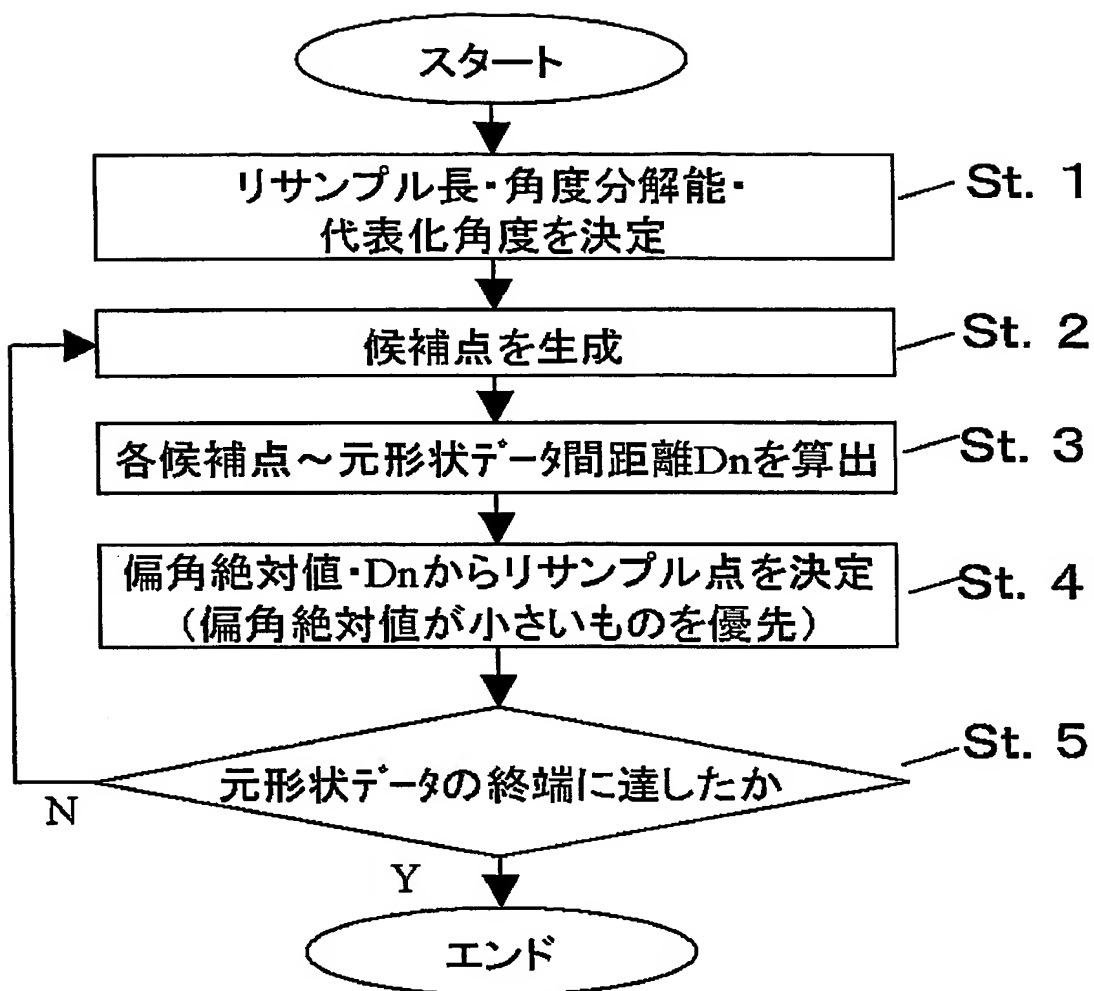 スタート
リサンプル長・角度分解能・
代表化角度を決定
St. 1
候補点を生成
St. 2
各候補点～元形状データ間距離Dnを算出
St. 3
偏角絶対値・Dnからリサンプル点を決定
(偏角絶対値が小さいものを優先)
St. 4
元形状データの終端に達したか
St. 5
N
Y
エンド